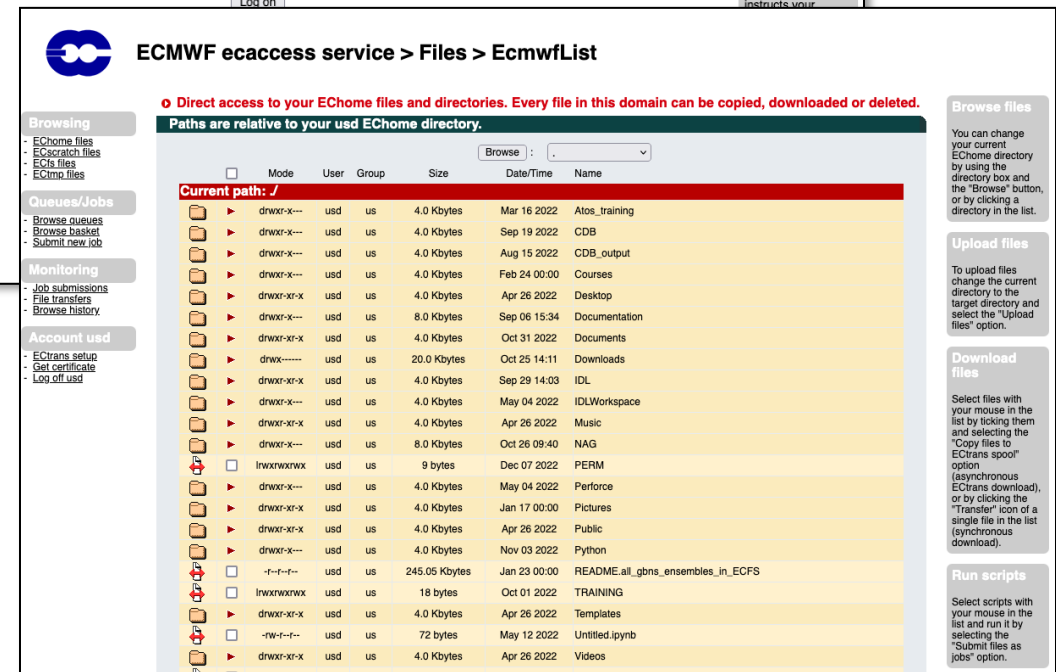 Log on
instructs your
ECMWF ecaccess service > Files > EcmwfList
Direct access to your EChome files and directories. Every file in this domain can be copied, downloaded or deleted.
Paths are relative to your usd EChome directory.
Browsing
- EChome files
- ECscratch files
- ECfs files
- ECtmp files
Queues/Jobs
- Browse queues
- Browse basket
- Submit new job
Monitoring
- Job submissions
- File transfers
- Browse history
Account usd
- ECtrans setup
- Get certificate
- Log off usd
Browse : .
Mode User Group Size Date/Time Name
Current path: ./
drwxr-x--- usd us 4.0 Kbytes Mar 16 2022 Atos_training
drwxr-x--- usd us 4.0 Kbytes Sep 19 2022 CDB
drwxr-x--- usd us 4.0 Kbytes Aug 15 2022 CDB_output
drwxr-x--- usd us 4.0 Kbytes Feb 24 00:00 Courses
drwxr-xr-x usd us 4.0 Kbytes Apr 26 2022 Desktop
drwxr-x--- usd us 8.0 Kbytes Sep 06 15:34 Documentation
drwxr-xr-x usd us 4.0 Kbytes Oct 31 2022 Documents
drwx------ usd us 20.0 Kbytes Oct 25 14:11 Downloads
drwxr-xr-x usd us 4.0 Kbytes Sep 29 14:03 IDL
drwxr-x--- usd us 4.0 Kbytes May 04 2022 IDLWorkspace
drwxr-xr-x usd us 4.0 Kbytes Apr 26 2022 Music
drwxr-x--- usd us 8.0 Kbytes Oct 26 09:40 NAG
lrwxrwxrwx usd us 9 bytes Dec 07 2022 PERM
drwxr-x--- usd us 4.0 Kbytes May 04 2022 Perforce
drwxr-xr-x usd us 4.0 Kbytes Jan 17 00:00 Pictures
drwxr-xr-x usd us 4.0 Kbytes Apr 26 2022 Public
drwxr-x--- usd us 4.0 Kbytes Nov 03 2022 Python
-r--r--r-- usd us 245.05 Kbytes Jan 23 00:00 README.all_gbns_ensembles_in_ECFS
lrwxrwxrwx usd us 18 bytes Oct 01 2022 TRAINING
drwxr-xr-x usd us 4.0 Kbytes Apr 26 2022 Templates
-rw-r--r-- usd us 72 bytes May 12 2022 Untitled.ipynb
drwxr-xr-x usd us 4.0 Kbytes Apr 26 2022 Videos
Browse files
You can change
your current
EChome directory
by using the
directory box and
the "Browse" button,
or by clicking a
directory in the list.
Upload files
To upload files
change the current
directory to the
target directory and
select the "Upload
files" option.
Download
files
Select files with
your mouse in the
list by ticking them
and selecting the
"Copy files to
ECtrans spool"
option
(asynchronous
ECtrans download),
or by clicking the
"Transfer" icon of a
single file in the list
(synchronous
download).
Run scripts
Select scripts with
your mouse in the
list and run it by
selecting the
"Submit files as
jobs" option.